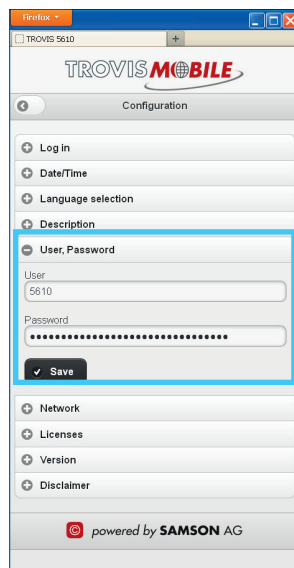 Firefox
TROVIS 5610
TROVIS MOBILE
Configuration
Log in
Date/Time
Language selection
Description
User, Password
User
5610
Password
••••••••••••••••••••••••••••••••
Save
Network
Licenses
Version
Disclaimer
© powered by SAMSON AG